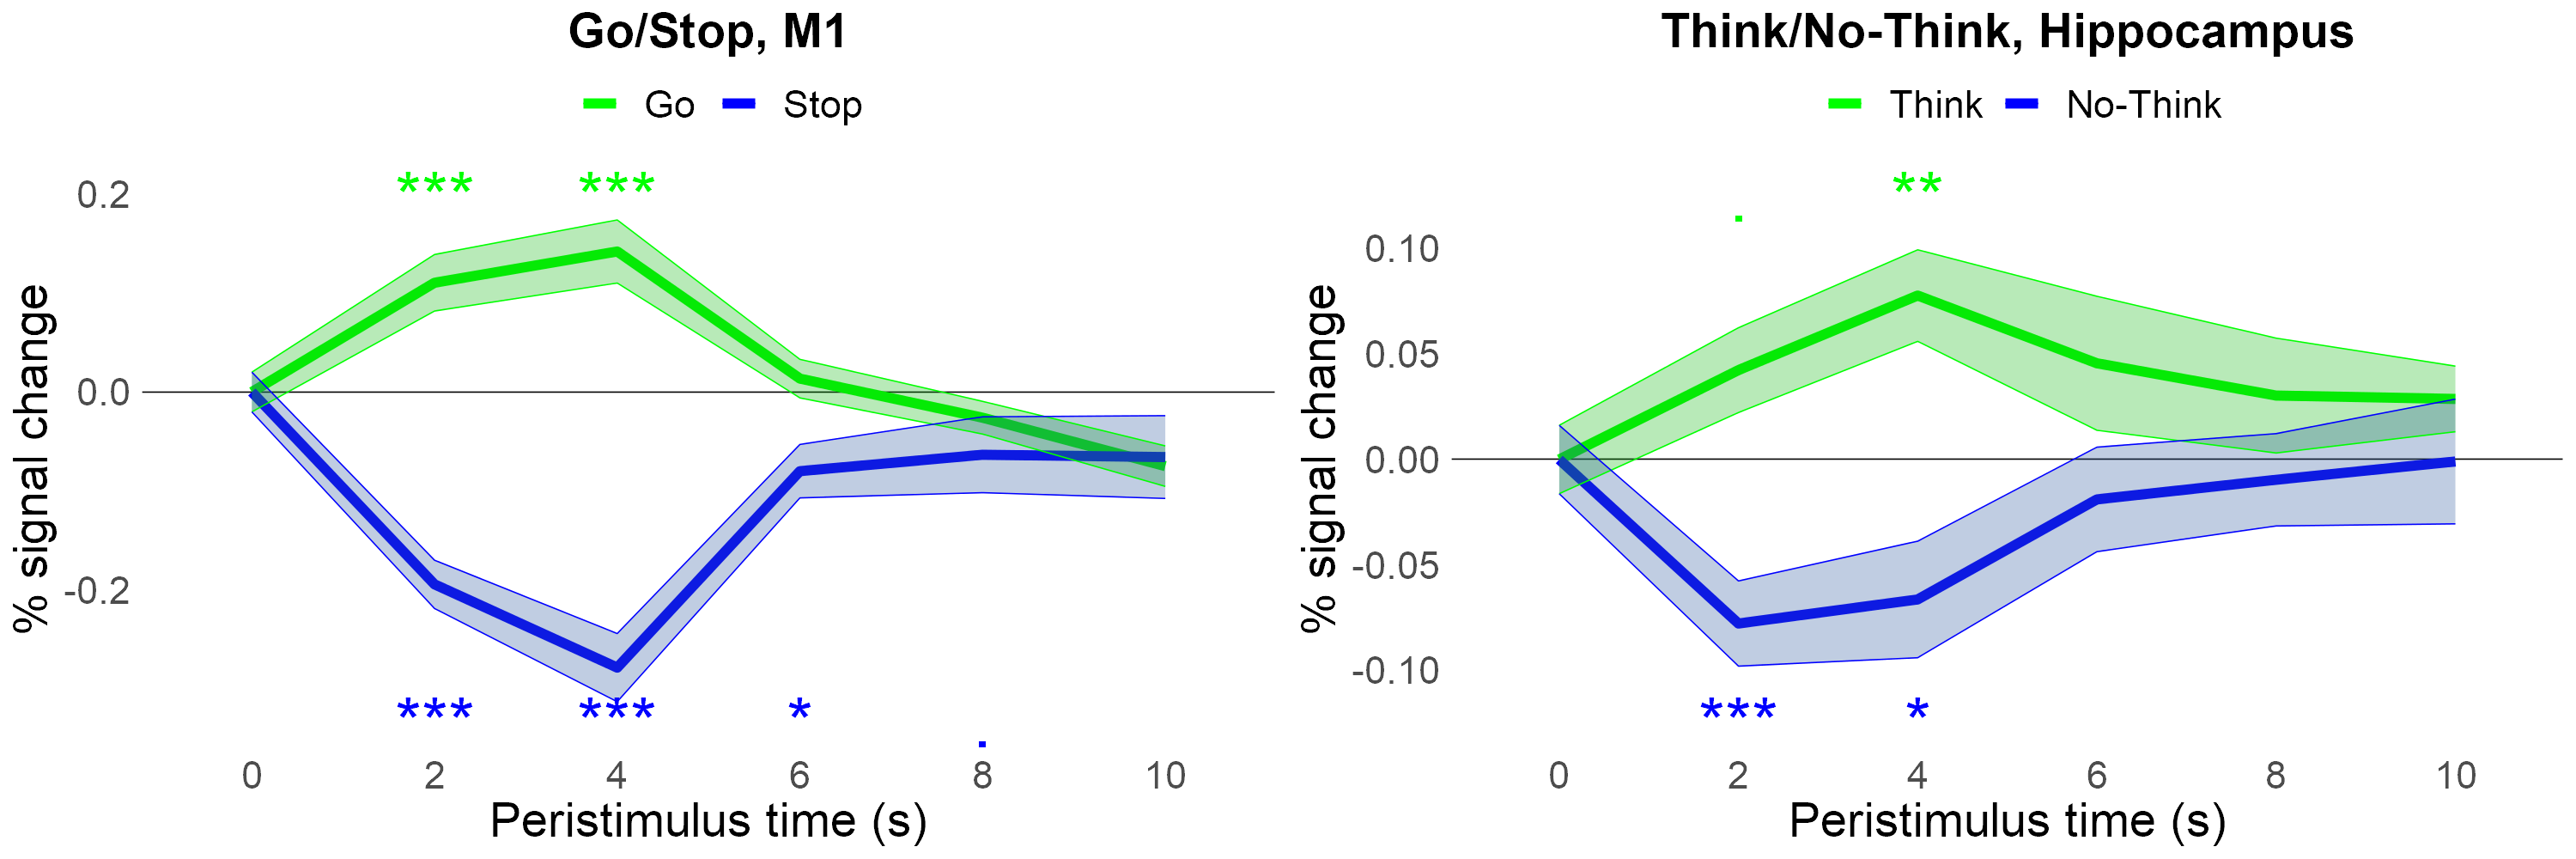 Go/Stop, M1
Go Stop
*** ***
0.2
0.0
-0.2
% signal change
*** *** *
.
0 2 4 6 8 10
Peristimulus time (s)
Think/No-Think, Hippocampus
Think No-Think
**
.
0.10
0.05
0.00
-0.05
-0.10
% signal change
*** *
0 2 4 6 8 10
Peristimulus time (s)